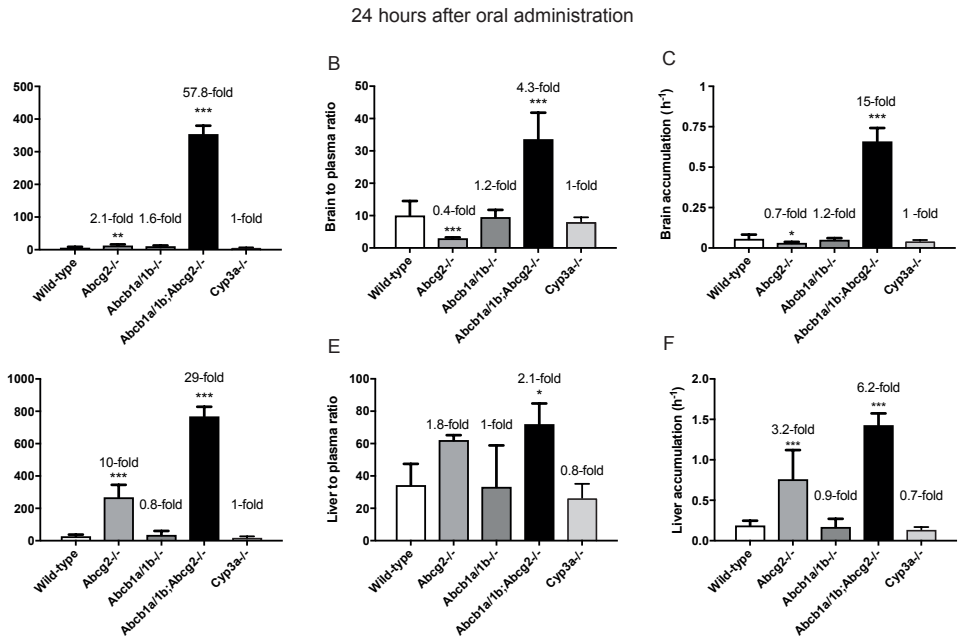 24 hours after oral administration
500
400
300
200
100
0
2.1-fold
**
1.6-fold
57.8-fold
***
1-fold
Wild-type
Abcg2-/-
Abcb1a/1b-/-
Abcb1a/1b;Abcg2-/-
Cyp3a-/-
B
Brain to plasma ratio
50
40
30
20
10
0
0.4-fold
***
1.2-fold
4.3-fold
***
1-fold
Wild-type
Abcg2-/-
Abcb1a/1b-/-
Abcb1a/1b;Abcg2-/-
Cyp3a-/-
C
Brain accumulation (h⁻¹)
1
0.75
0.5
0.25
0
0.7-fold
*
1.2-fold
15-fold
***
1 -fold
Wild-type
Abcg2-/-
Abcb1a/1b-/-
Abcb1a/1b;Abcg2-/-
Cyp3a-/-
1000
800
600
400
200
0
10-fold
***
0.8-fold
29-fold
***
1-fold
Wild-type
Abcg2-/-
Abcb1a/1b-/-
Abcb1a/1b;Abcg2-/-
Cyp3a-/-
E
Liver to plasma ratio
100
80
60
40
20
0
1.8-fold
1-fold
2.1-fold
*
0.8-fold
Wild-type
Abcg2-/-
Abcb1a/1b-/-
Abcb1a/1b;Abcg2-/-
Cyp3a-/-
F
Liver accumulation (h⁻¹)
2.0
1.5
1.0
0.5
0.0
3.2-fold
***
0.9-fold
6.2-fold
***
0.7-fold
Wild-type
Abcg2-/-
Abcb1a/1b-/-
Abcb1a/1b;Abcg2-/-
Cyp3a-/-